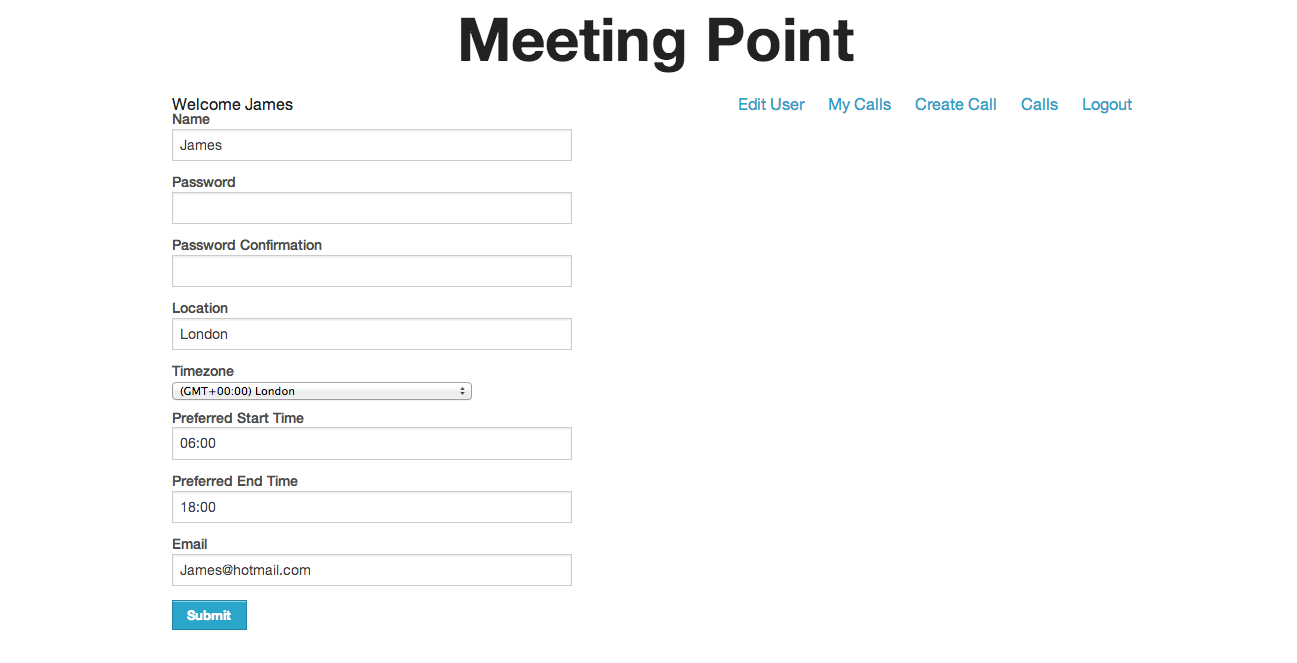 Meeting Point
Welcome James
Edit User My Calls Create Call Calls Logout
Name
James
Password
Password Confirmation
Location
London
Timezone
(GMT+00:00) London
Preferred Start Time
06:00
Preferred End Time
18:00
Email
James@hotmail.com
Submit